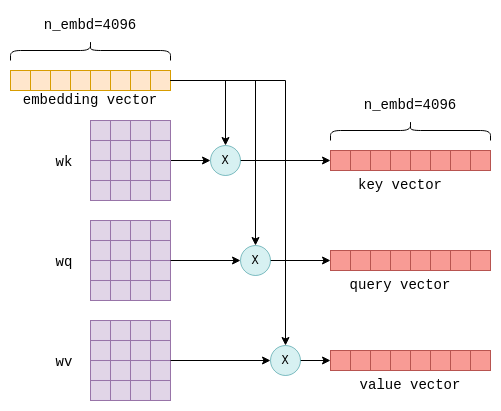 n_embd=4096
embedding vector
n_embd=4096
wk
X
key vector
wq
X
query vector
wv
X
value vector